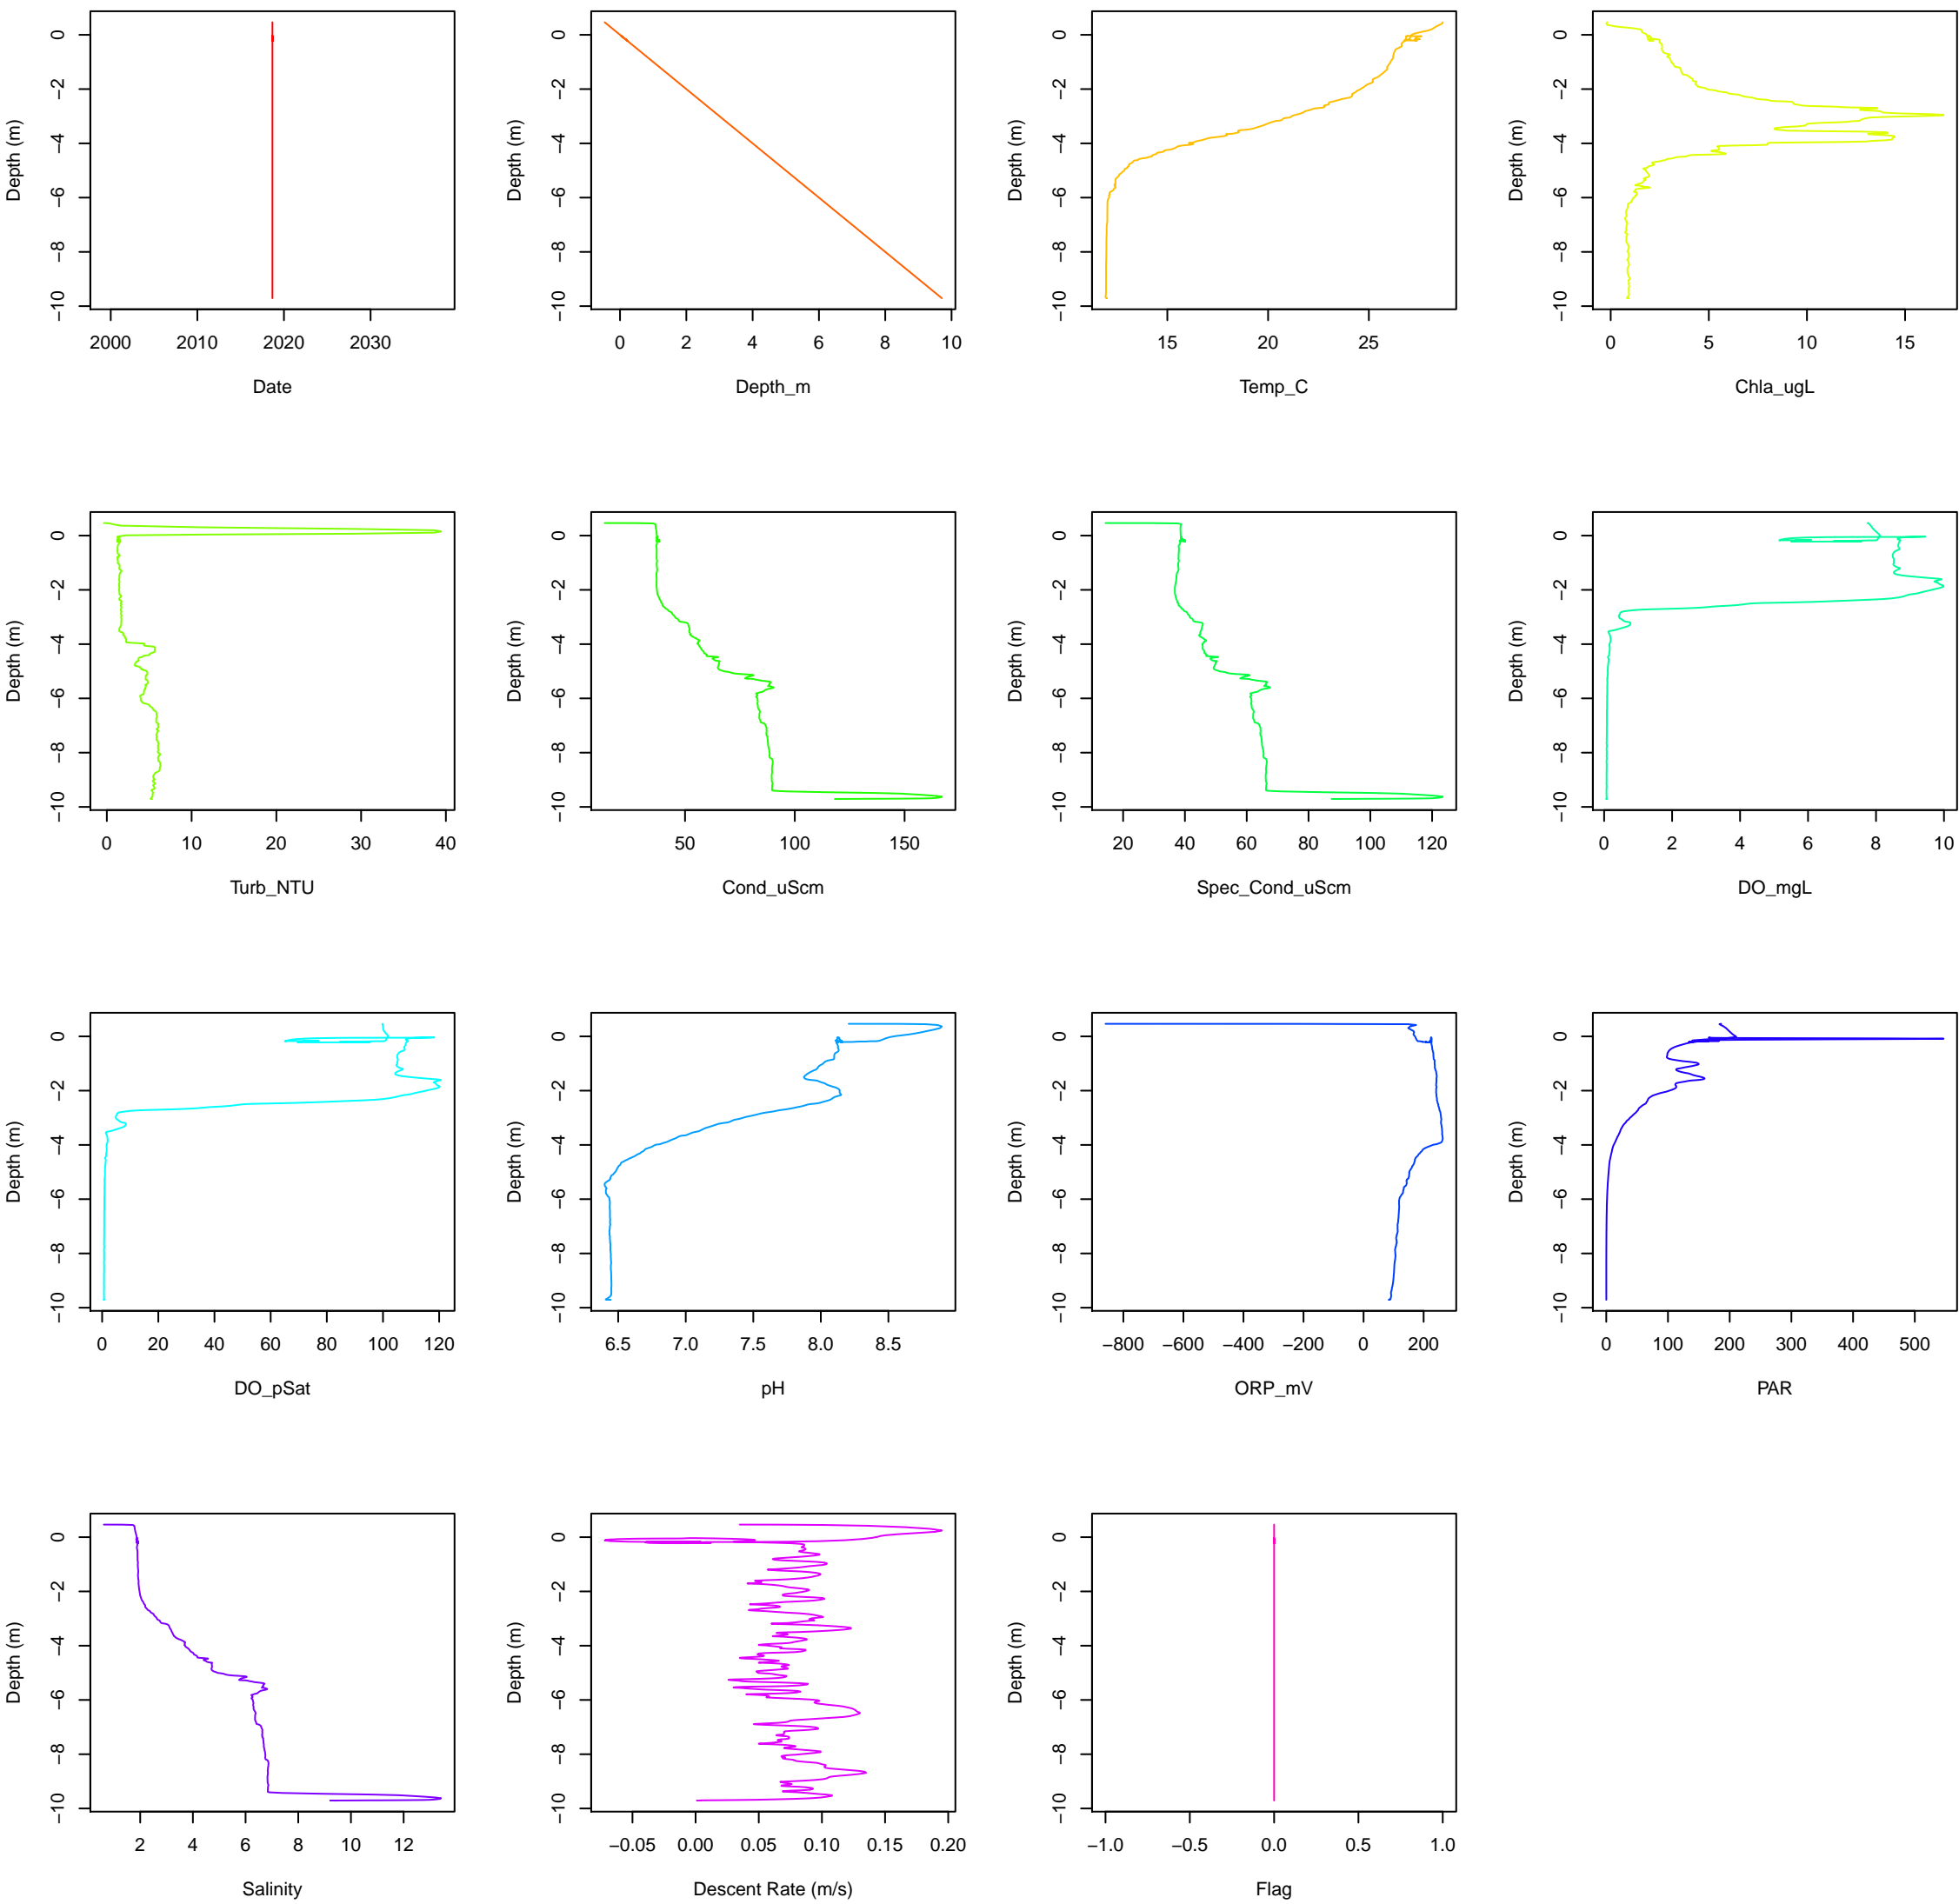 Depth (m)
0
−2
−4
−6
−8
−10
2000 2010 2020 2030
Date
Depth (m)
0
−2
−4
−6
−8
−10
0 2 4 6 8 10
Depth_m
Depth (m)
0
−2
−4
−6
−8
−10
15 20 25
Temp_C
Depth (m)
0
−2
−4
−6
−8
−10
0 5 10 15
Chla_ugL
Depth (m)
0
−2
−4
−6
−8
−10
0 10 20 30 40
Turb_NTU
Depth (m)
0
−2
−4
−6
−8
−10
50 100 150
Cond_uScm
Depth (m)
0
−2
−4
−6
−8
−10
20 40 60 80 100 120
Spec_Cond_uScm
Depth (m)
0
−2
−4
−6
−8
−10
0 2 4 6 8 10
DO_mgL
Depth (m)
0
−2
−4
−6
−8
−10
0 20 40 60 80 100 120
DO_pSat
Depth (m)
0
−2
−4
−6
−8
−10
6.5 7.0 7.5 8.0 8.5
pH
Depth (m)
0
−2
−4
−6
−8
−10
−800 −600 −400 −200 0 200
ORP_mV
Depth (m)
0
−2
−4
−6
−8
−10
0 100 200 300 400 500
PAR
Depth (m)
0
−2
−4
−6
−8
−10
2 4 6 8 10 12
Salinity
Depth (m)
0
−2
−4
−6
−8
−10
−0.05 0.00 0.05 0.10 0.15 0.20
Descent Rate (m/s)
Depth (m)
0
−2
−4
−6
−8
−10
−1.0 −0.5 0.0 0.5 1.0
Flag